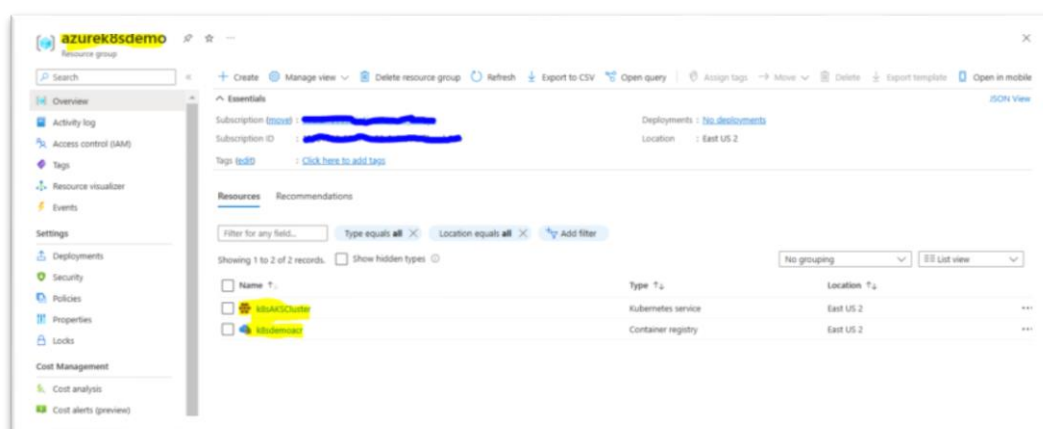 azurek8sdemo
Resource group
Search
Create Manage view Delete resource group Refresh Export to CSV Open query Assign tags Move Delete Export template Open in mobile
Overview
Essentials
JSON View
Activity log
Subscription (move) :
Deployments : No deployments
Access control (IAM)
Subscription ID :
Location : East US 2
Tags
Tags (edit) : Click here to add tags
Resource visualizer
Events
Resources Recommendations
Settings
Filter for any field... Type equals all Location equals all Add filter
Deployments
Showing 1 to 2 of 2 records. Show hidden types
No grouping List view
Security
Name Type Location
Policies
k8sAKSCluster Kubernetes service East US 2
Properties
k8sdemoacr Container registry East US 2
Locks
Cost Management
Cost analysis
Cost alerts (preview)